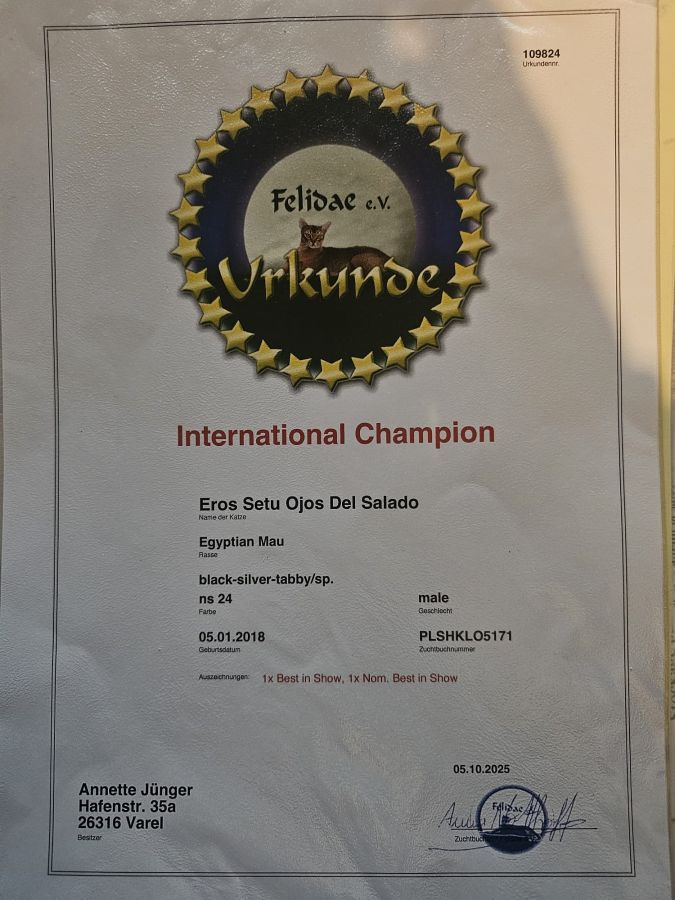 109824
Urkundennr.
Felidae e.V.
Urkunde
International Champion
Eros Setu Ojos Del Salado
Name der Katze
Egyptian Mau
Rasse
black-silver-tabby/sp.
ns 24
Farbe
male
Geschlecht
05.01.2018
Geburtsdatum
PLSHKLO5171
Zuchtbuchnummer
Auszeichnungen: 1x Best in Show, 1x Nom. Best in Show
Annette Jünger
Hafenstr. 35a
26316 Varel
Besitzer
05.10.2025
Felidae